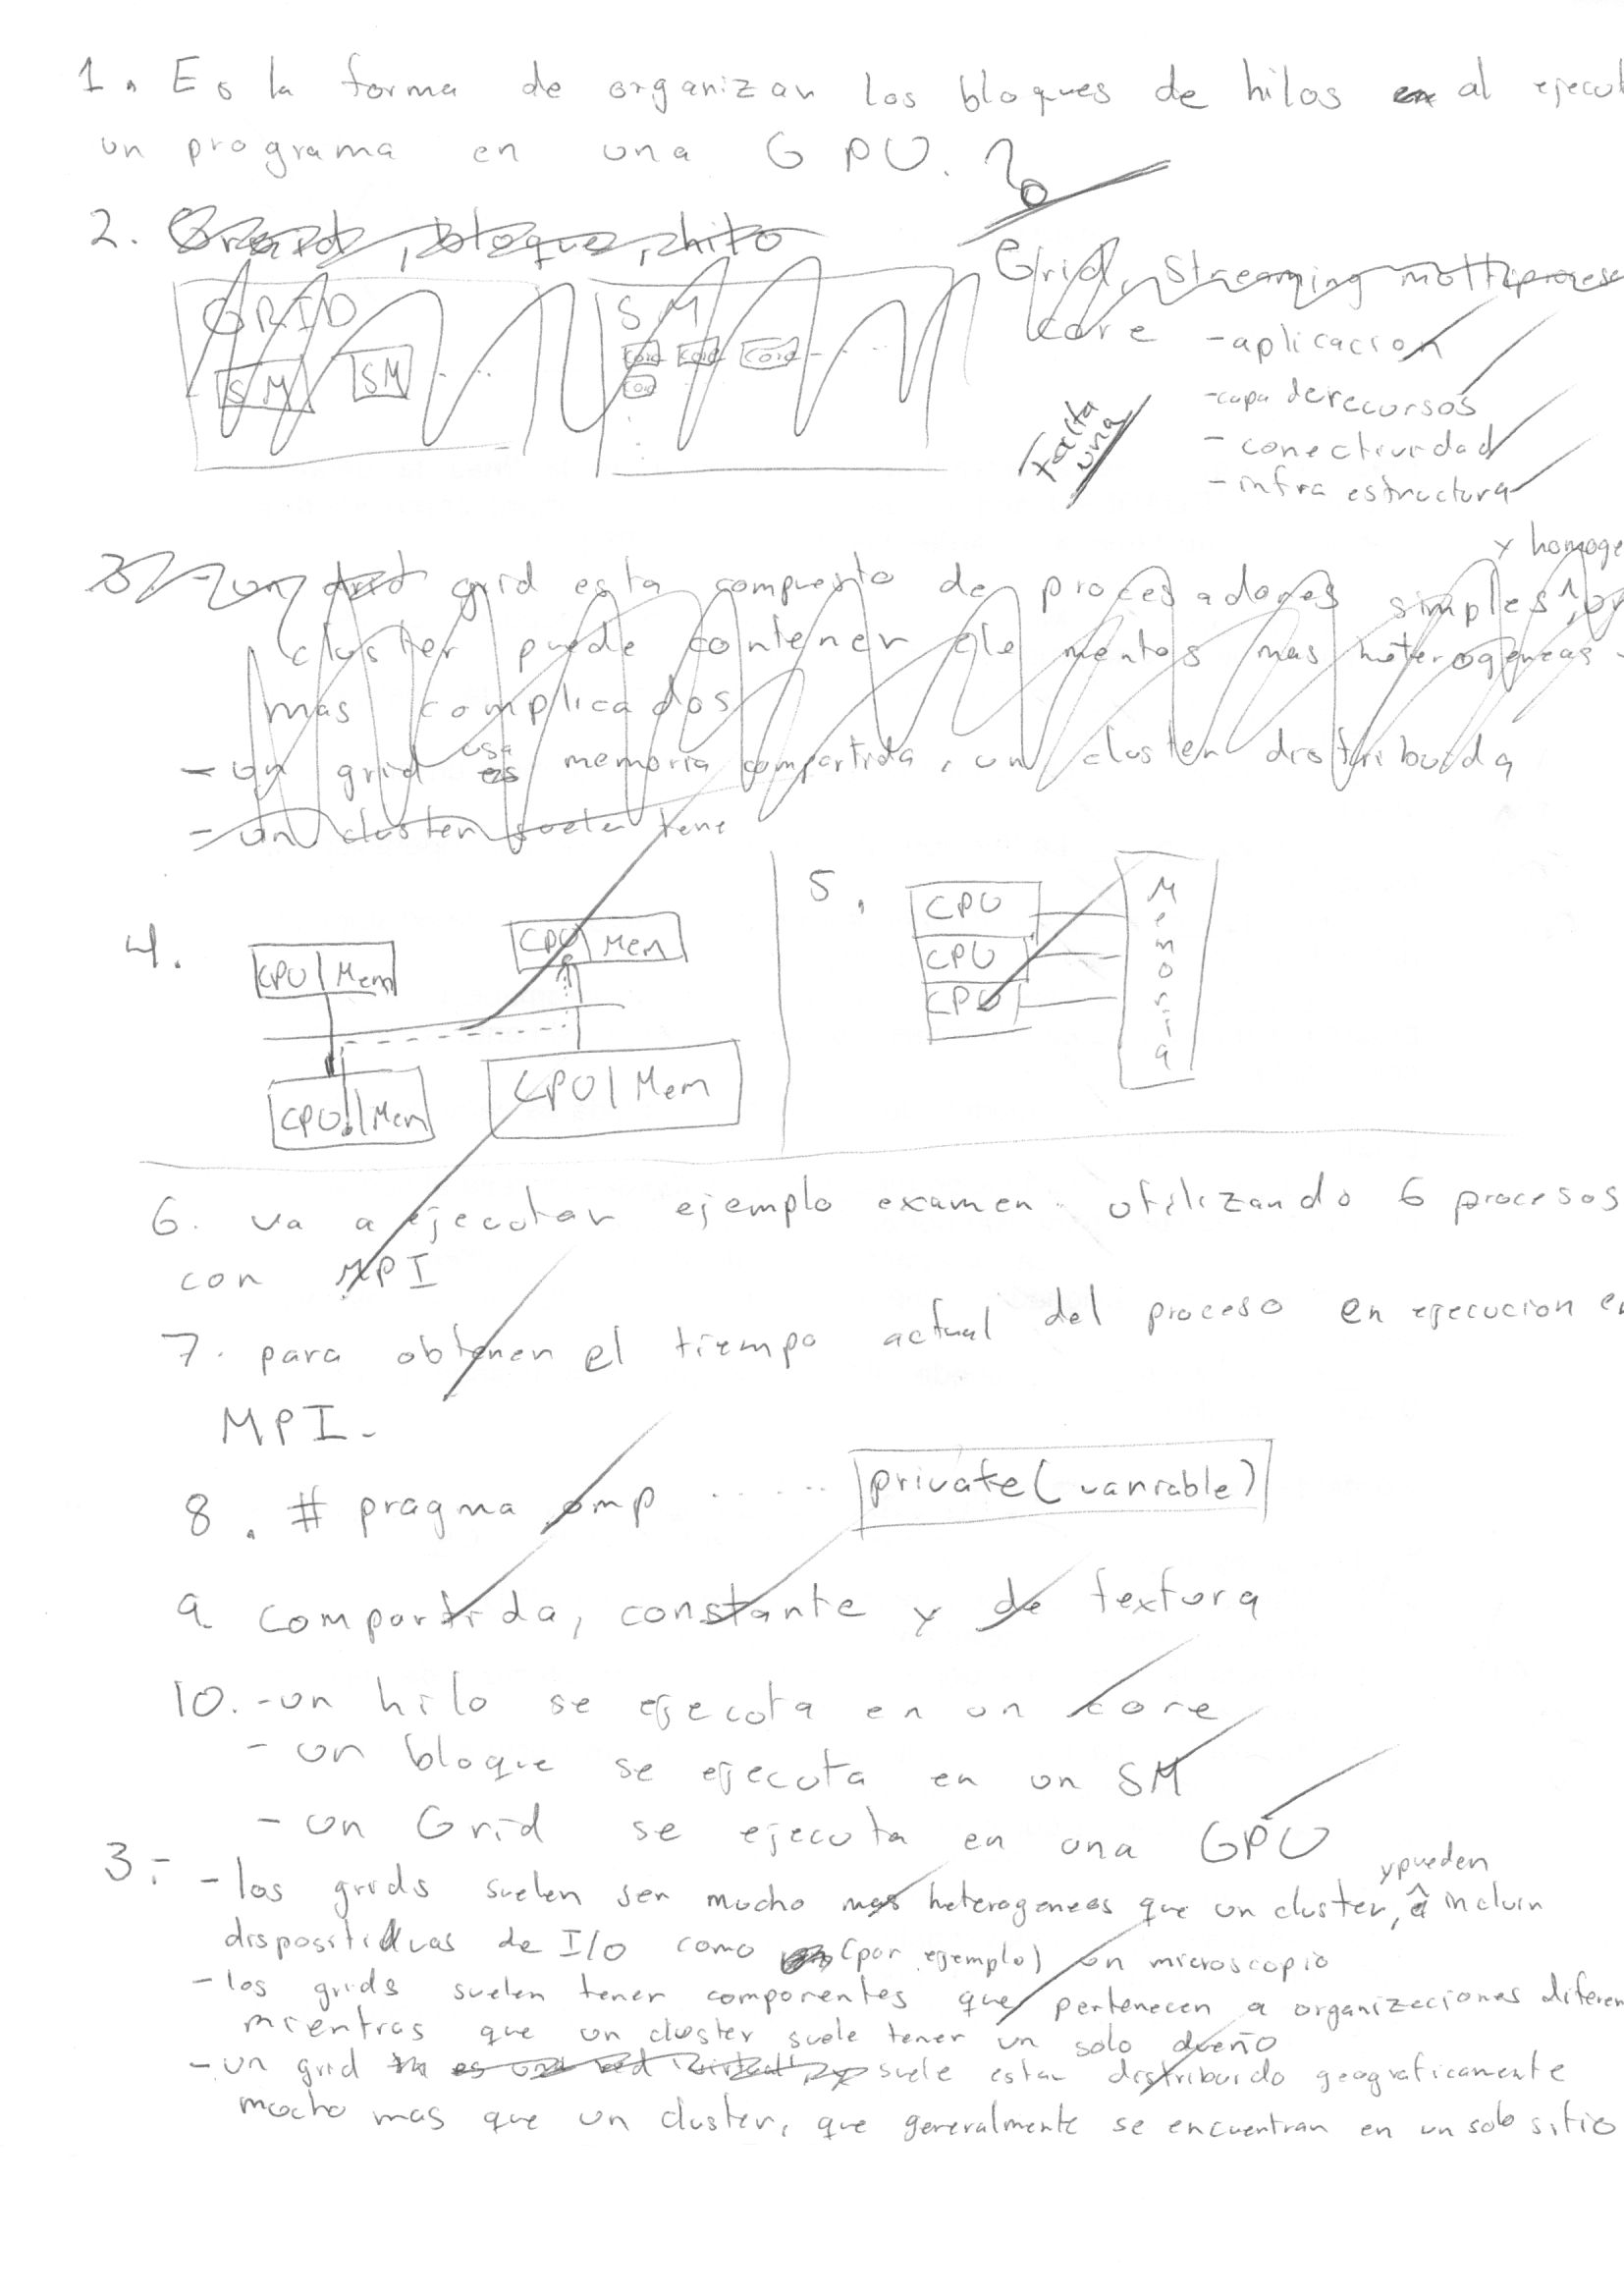 1. Es la forma de organizar los bloques de hilos en al ejecut
un programa en una GPU.
2. Grand, bloque, hilo
Grid, Streaming multiprocese
core
GRID
SM SM . . .
SM
core core core . . .
core
- aplicacion
- capa de recursos
- conectividad
- infra estructura
Falta
una
3. - un grid esta compuesto de procesadores simples y homoge
cluster puede contener elementos mas heterogeneas
mas complicados
- un grid es usa memoria compartida, un cluster distribuida
- un cluster suele tene
4.
CPU | Mem
CPU | Mem
CPU | Mem
CPU | Mem
5.
CPU
CPU
CPU
Memoria
6. va a ejecutar ejemplo examen utilizando 6 procesos
con MPI
7. para obtener el tiempo actual del proceso en ejecucion en
MPI.
8. # pragma omp ..... private(variable)
9. Compartida, constante y de textura
10. - un hilo se ejecuta en un core
- un bloque se ejecuta en un SM
- un Grid se ejecuta en una GPU
3.- - los grids suelen ser mucho mas heterogeneos que un cluster, y pueden incluir
dispositivos de I/O como (por ejemplo) un microscopio
- los grids suelen tener componentes que pertenecen a organizaciones diferen
mientras que un cluster suele tener un solo dueño
- un grid suele estar distribuido geograficamente
mucho mas que un cluster, que generalmente se encuentran en un solo sitio